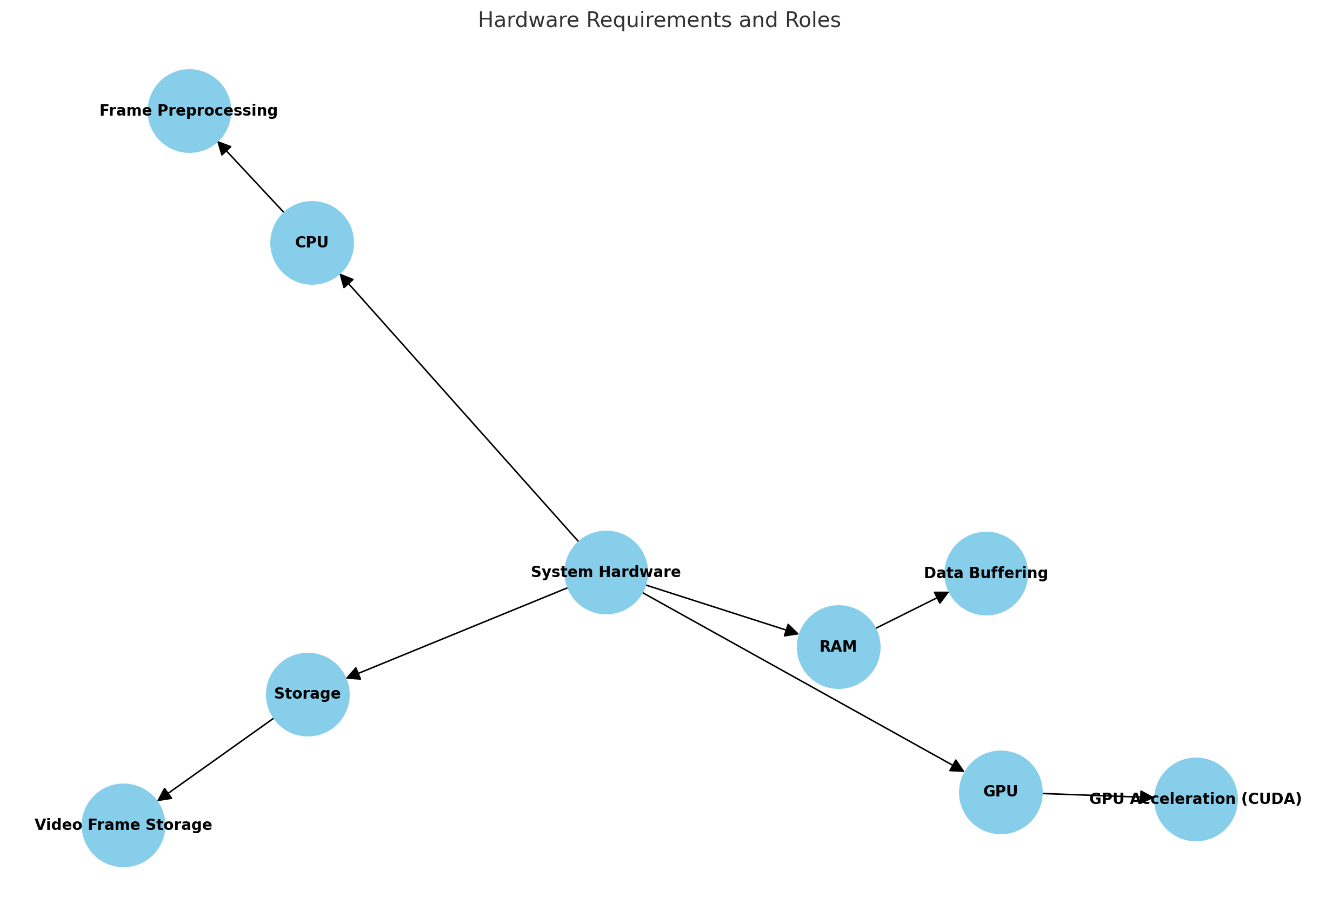 Hardware Requirements and Roles
Frame Preprocessing
CPU
System Hardware
Data Buffering
RAM
Storage
GPU
GPU Acceleration (CUDA)
Video Frame Storage